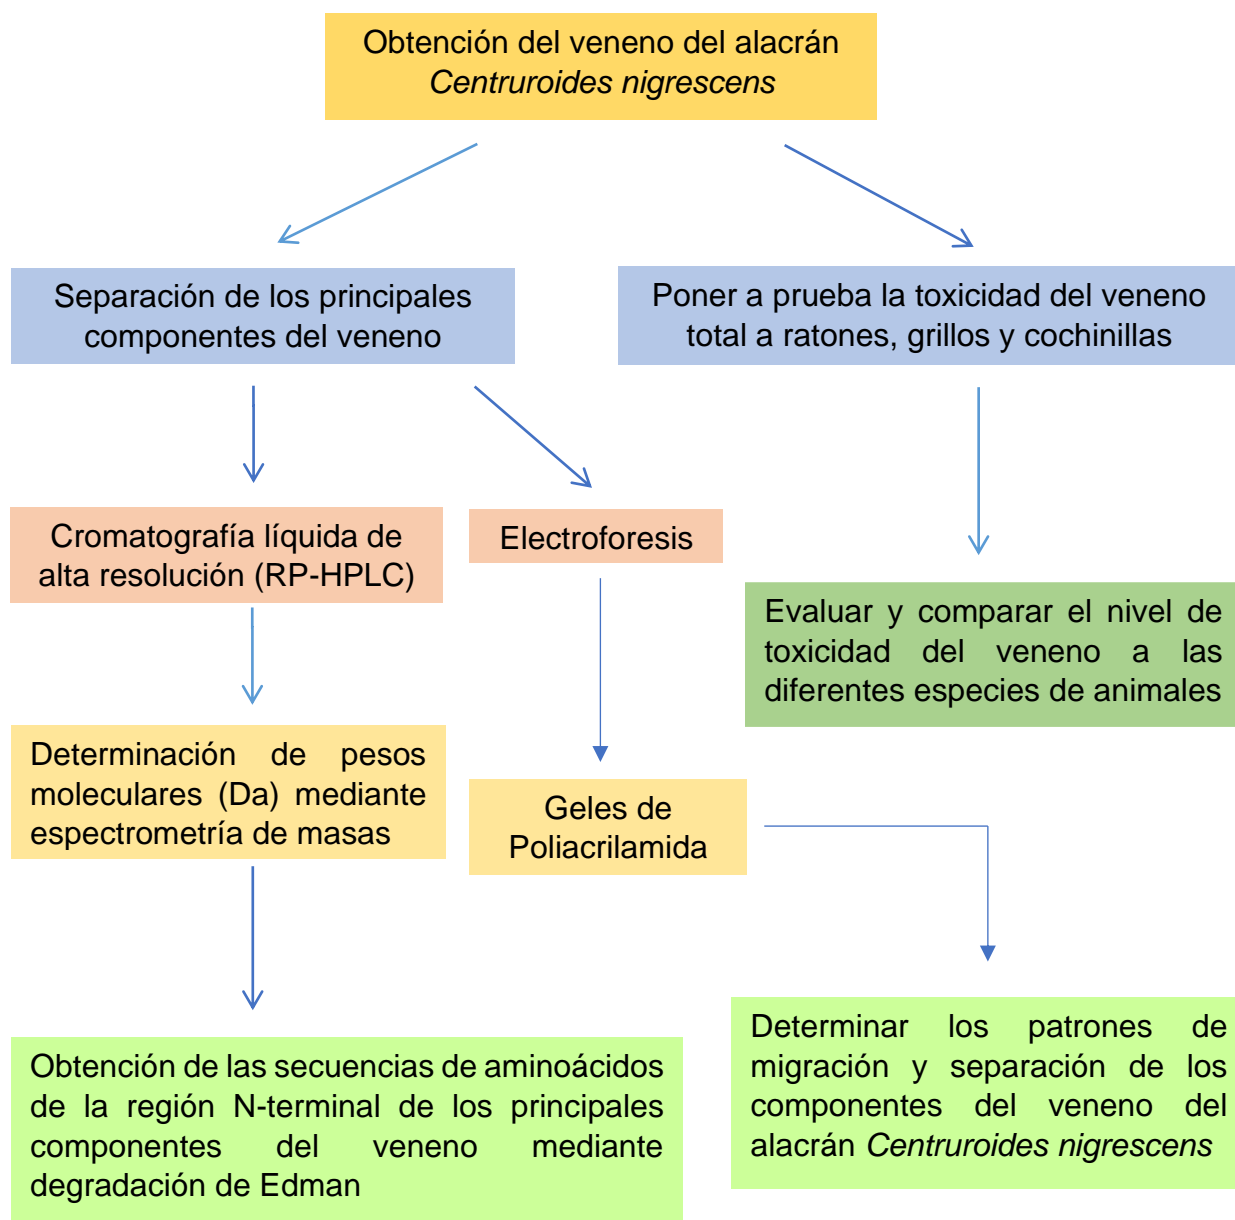 Obtención del veneno del alacrán
Centruroides nigrescens
Separación de los principales
componentes del veneno
Poner a prueba la toxicidad del veneno
total a ratones, grillos y cochinillas
Cromatografía líquida de
alta resolución (RP-HPLC)
Electroforesis
Evaluar y comparar el nivel de
toxicidad del veneno a las
diferentes especies de animales
Determinación de pesos
moleculares (Da) mediante
espectrometría de masas
Geles de
Poliacrilamida
Obtención de las secuencias de aminoácidos
de la región N-terminal de los principales
componentes del veneno mediante
degradación de Edman
Determinar los patrones de
migración y separación de los
componentes del veneno del
alacrán Centruroides nigrescens